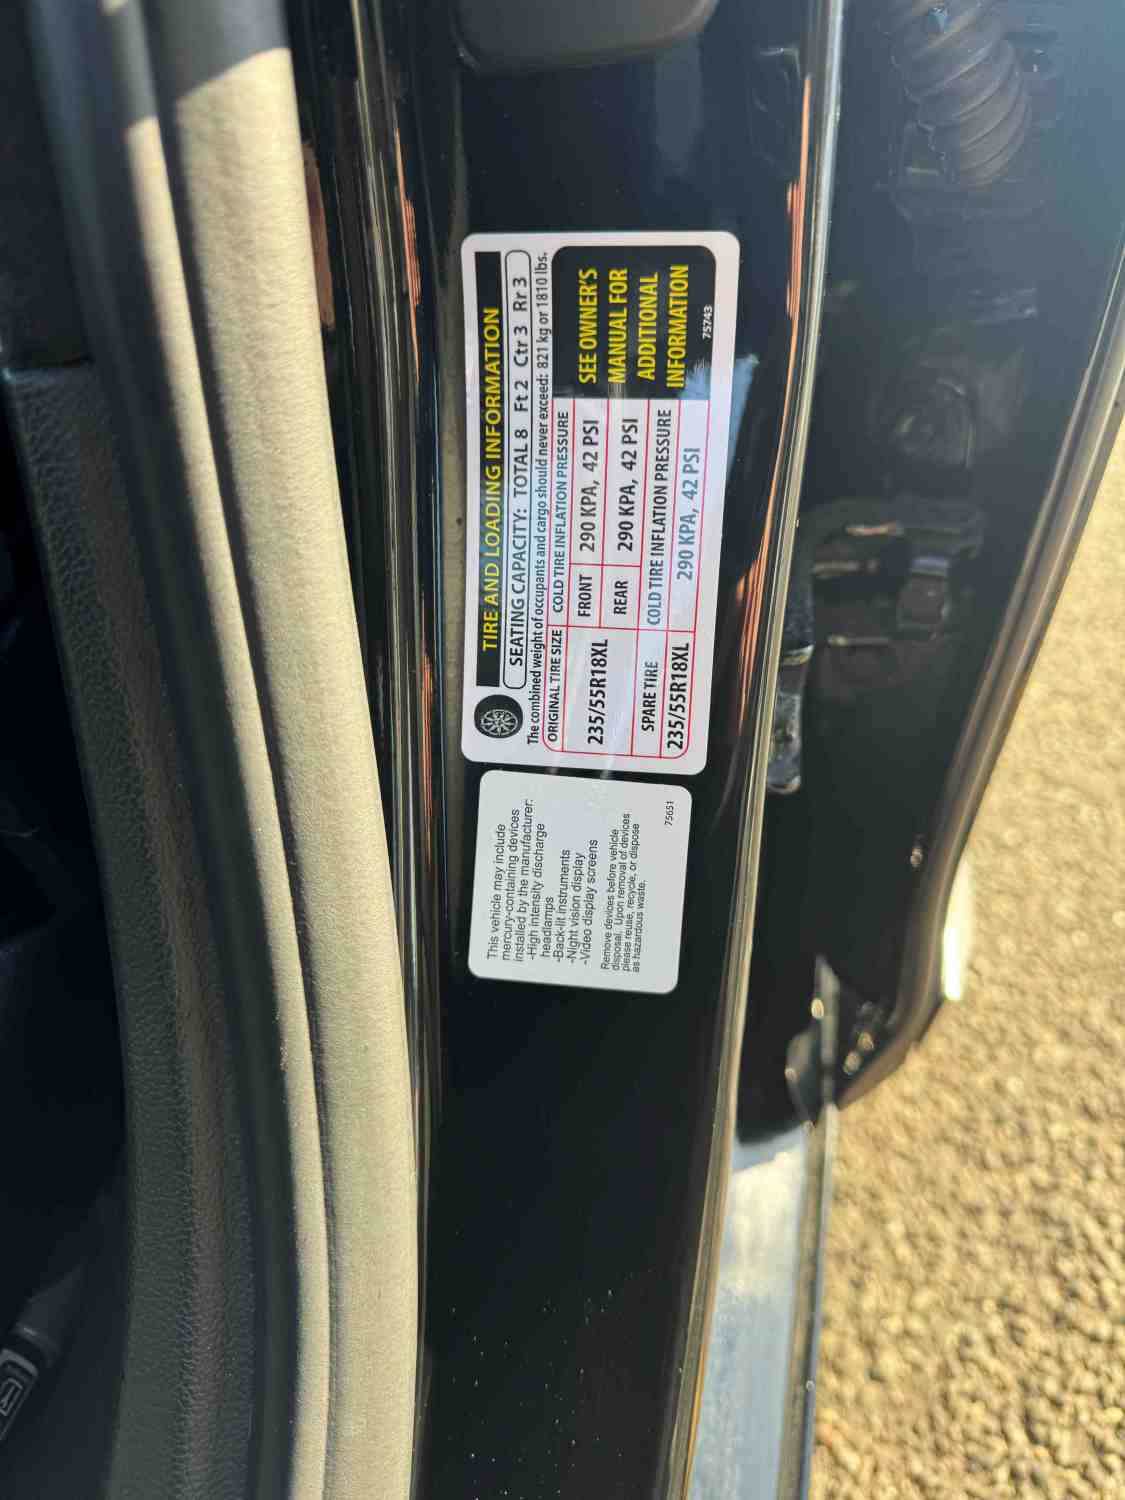 TIRE AND LOADING INFORMATION
SEATING CAPACITY: TOTAL 8 Ft 2 Ctr 3 Rr 3
The combined weight of occupants and cargo should never exceed: 821 kg or 1810 lbs.
ORIGINAL TIRE SIZE COLD TIRE INFLATION PRESSURE
235/55R18XL
FRONT 290 KPA, 42 PSI
REAR 290 KPA, 42 PSI
SPARE TIRE COLD TIRE INFLATION PRESSURE
235/55R18XL 290 KPA, 42 PSI
SEE OWNER'S
MANUAL FOR
ADDITIONAL
INFORMATION
75743
This vehicle may include
mercury-containing devices
installed by the manufacturer:
-High intensity discharge
headlamps
-Back-lit instruments
-Night vision display
-Video display screens
Remove devices before vehicle
disposal. Upon removal of devices
please reuse, recycle, or dispose
as hazardous waste.
75651